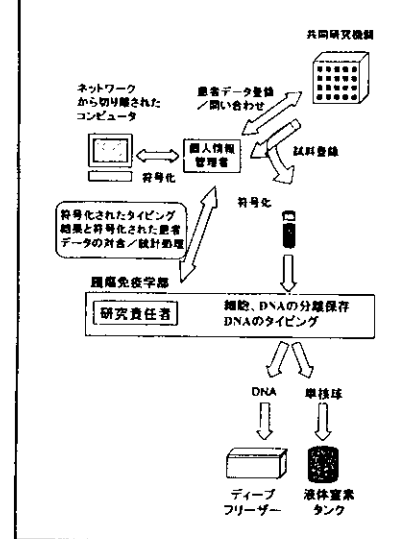 共同研究機関
ネットワーク
から切り離された
コンピュータ
患者データ登録
／問い合わせ
個人情報
管理者
試料登録
符号化
符号化
符号化されたタイピング
結果と符号化された患者
データの対合／統計処理
腫瘍免疫学部
研究責任者
細胞、DNAの分離保存
DNAのタイピング
DNA
単核球
ディープ
フリーザー
液体窒素
タンク